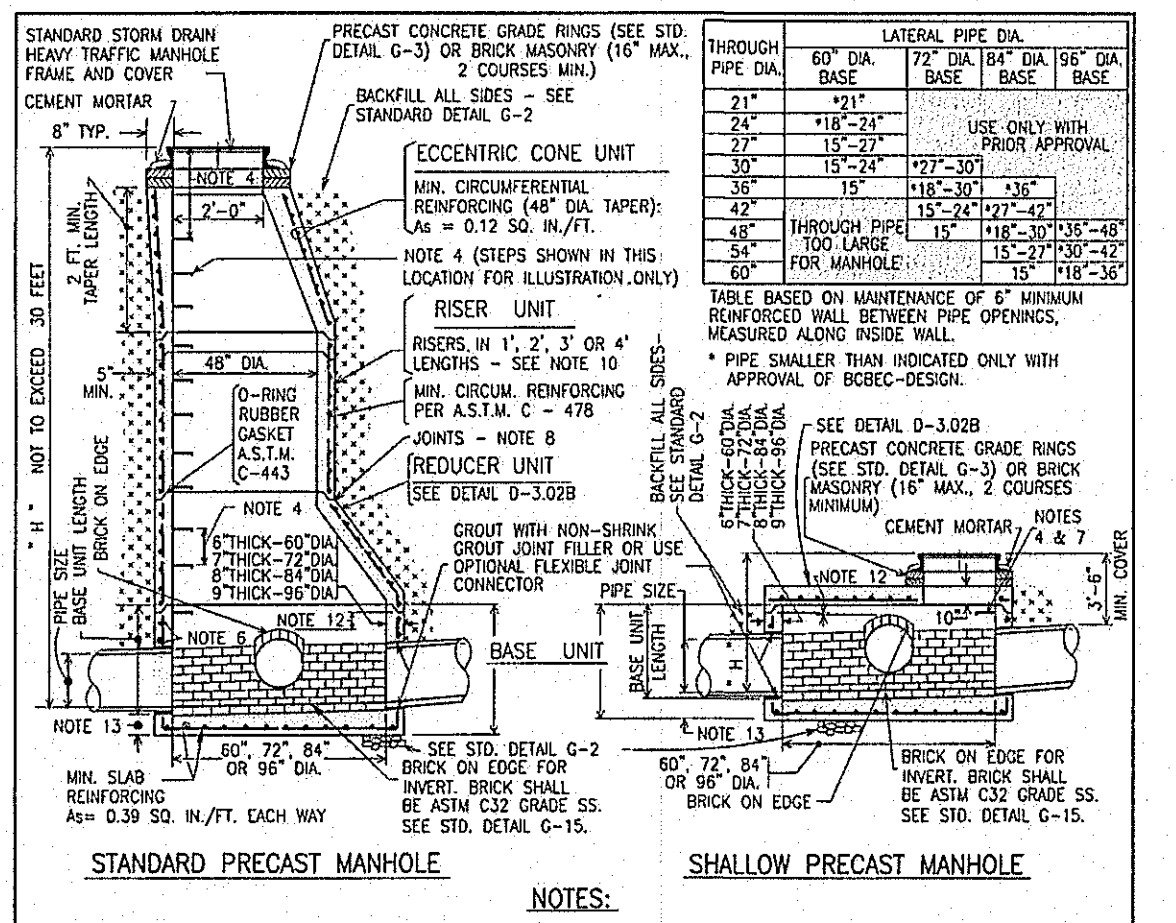 STANDARD STORM DRAIN
HEAVY TRAFFIC MANHOLE
FRAME AND COVER
CEMENT MORTAR
8" TYP.
PRECAST CONCRETE GRADE RINGS (SEE STD.
DETAIL G-3) OR BRICK MASONRY (16" MAX.,
2 COURSES MIN.)
BACKFILL ALL SIDES - SEE
STANDARD DETAIL G-2
NOTE 4
2'-0"
ECCENTRIC CONE UNIT
MIN. CIRCUMFERENTIAL
REINFORCING (48" DIA. TAPER):
As = 0.12 SQ. IN./FT.
NOTE 4 (STEPS SHOWN IN THIS
LOCATION FOR ILLUSTRATION ONLY)
2 FT. MIN.
TAPER LENGTH
"H" NOT TO EXCEED 30 FEET
RISER UNIT
RISERS IN 1', 2', 3' OR 4'
LENGTHS - SEE NOTE 10
48" DIA.
5"
MIN.
O-RING
RUBBER
GASKET
A.S.T.M.
C-443
MIN. CIRCUM. REINFORCING
PER A.S.T.M. C - 478
JOINTS - NOTE 8
REDUCER UNIT
SEE DETAIL D-3.02B
NOTE 4
6"THICK-60"DIA.
7"THICK-72"DIA.
8"THICK-84"DIA.
9"THICK-96"DIA.
GROUT WITH NON-SHRINK
GROUT JOINT FILLER OR USE
OPTIONAL FLEXIBLE JOINT
CONNECTOR
PIPE SIZE
BASE UNIT LENGTH
BRICK ON EDGE
NOTE 6
NOTE 12
BASE UNIT
NOTE 13
60", 72", 84"
OR 96" DIA.
MIN. SLAB
REINFORCING
As= 0.39 SQ. IN./FT. EACH WAY
SEE STD. DETAIL G-2
BRICK ON EDGE FOR
INVERT. BRICK SHALL
BE ASTM C32 GRADE SS.
SEE STD. DETAIL G-15.
STANDARD PRECAST MANHOLE
THROUGH PIPE DIA. LATERAL PIPE DIA.
60" DIA. BASE 72" DIA. BASE 84" DIA. BASE 96" DIA. BASE
21" *21"
24" *18"-24"
27" 15"-27"
30" 15"-24" *27"-30"
36" 15" *18"-30" *36"
42" 15"-24" *27"-42"
48" 15" *18"-30" *36"-48"
54" 15"-27" *30"-42"
60" 15" *18"-36"
USE ONLY WITH
PRIOR APPROVAL
THROUGH PIPE
TOO LARGE
FOR MANHOLE
TABLE BASED ON MAINTENANCE OF 6" MINIMUM
REINFORCED WALL BETWEEN PIPE OPENINGS,
MEASURED ALONG INSIDE WALL.
* PIPE SMALLER THAN INDICATED ONLY WITH
APPROVAL OF BCBEC-DESIGN.
BACKFILL ALL SIDES-
SEE STANDARD
DETAIL G-2
6"THICK-60"DIA.
7"THICK-72"DIA.
8"THICK-84"DIA.
9"THICK-96"DIA.
SEE DETAIL D-3.02B
PRECAST CONCRETE GRADE RINGS
(SEE STD. DETAIL G-3) OR BRICK
MASONRY (16" MAX., 2 COURSES
MINIMUM)
CEMENT MORTAR
NOTES
4 & 7
NOTE 12
PIPE SIZE
10"
3'-6"
MIN. COVER
BASE UNIT
LENGTH
"H"
NOTE 13
60", 72", 84"
OR 96" DIA.
BRICK ON EDGE
BRICK ON EDGE FOR
INVERT. BRICK SHALL
BE ASTM C32 GRADE SS.
SEE STD. DETAIL G-15.
SHALLOW PRECAST MANHOLE
NOTES: